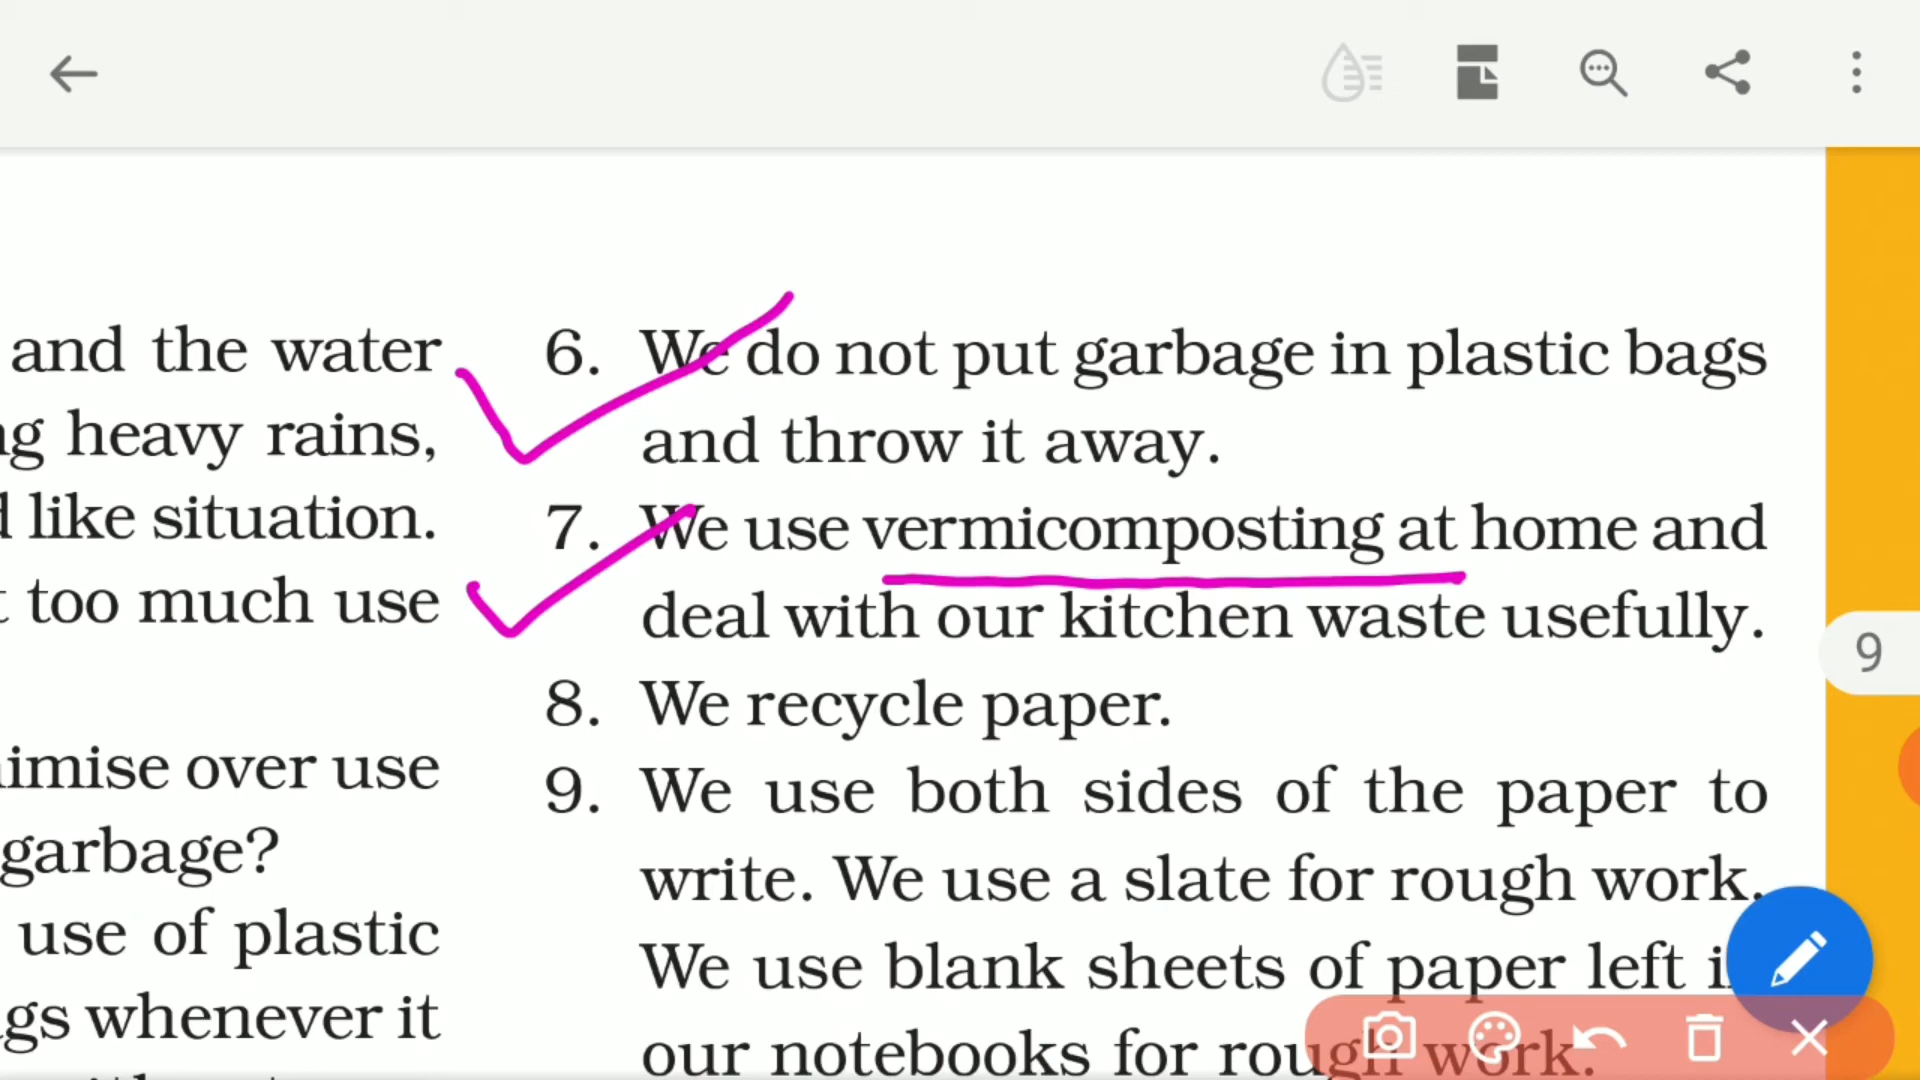 and the water
ng heavy rains,
like situation.
too much use
imise over use
garbage?
use of plastic
gs whenever it
6. We do not put garbage in plastic bags
and throw it away.
7. We use vermicomposting at home and
deal with our kitchen waste usefully.
8. We recycle paper.
9. We use both sides of the paper to
write. We use a slate for rough work.
We use blank sheets of paper left i
our notebooks for rough work.
9